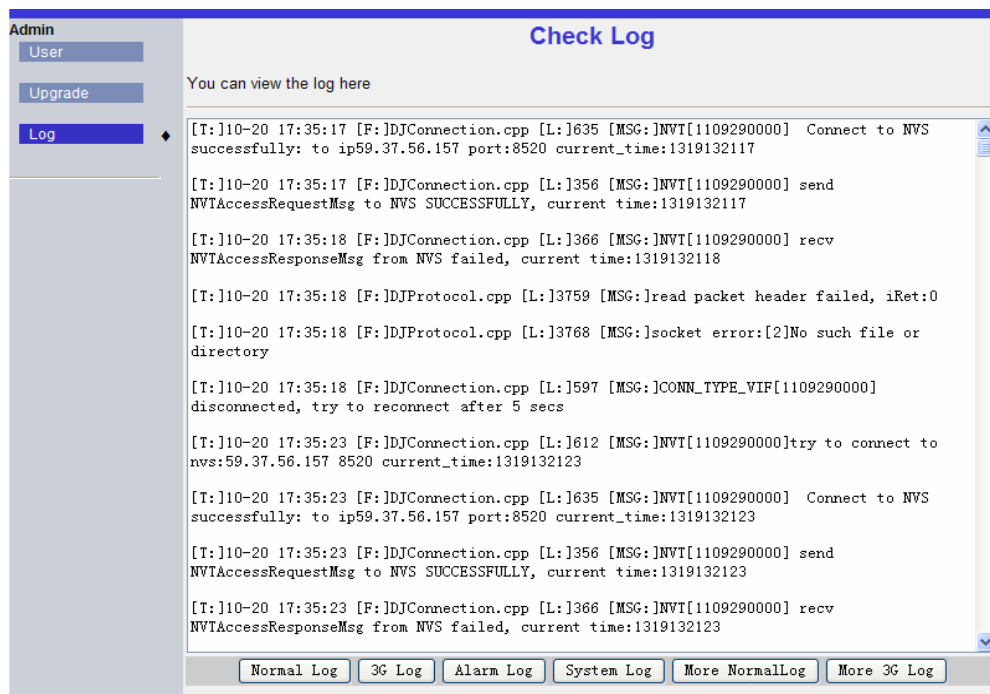 Admin
User
Upgrade
Log
Check Log
You can view the log here
[T:]10-20 17:35:17 [F:]DJConnection.cpp [L:]635 [MSG:]NVT[1109290000]  Connect to NVS
successfully: to ip59.37.56.157 port:8520 current_time:1319132117
[T:]10-20 17:35:17 [F:]DJConnection.cpp [L:]356 [MSG:]NVT[1109290000] send
NVTAccessRequestMsg to NVS SUCCESSFULLY, current time:1319132117
[T:]10-20 17:35:18 [F:]DJConnection.cpp [L:]366 [MSG:]NVT[1109290000] recv
NVTAccessResponseMsg from NVS failed, current time:1319132118
[T:]10-20 17:35:18 [F:]DJProtocol.cpp [L:]3759 [MSG:]read packet header failed, iRet:0
[T:]10-20 17:35:18 [F:]DJProtocol.cpp [L:]3768 [MSG:]socket error:[2]No such file or
directory
[T:]10-20 17:35:18 [F:]DJConnection.cpp [L:]597 [MSG:]CONN_TYPE_VIF[1109290000]
disconnected, try to reconnect after 5 secs
[T:]10-20 17:35:23 [F:]DJConnection.cpp [L:]612 [MSG:]NVT[1109290000]try to connect to
nvs:59.37.56.157 8520 current_time:1319132123
[T:]10-20 17:35:23 [F:]DJConnection.cpp [L:]635 [MSG:]NVT[1109290000]  Connect to NVS
successfully: to ip59.37.56.157 port:8520 current_time:1319132123
[T:]10-20 17:35:23 [F:]DJConnection.cpp [L:]356 [MSG:]NVT[1109290000] send
NVTAccessRequestMsg to NVS SUCCESSFULLY, current time:1319132123
[T:]10-20 17:35:23 [F:]DJConnection.cpp [L:]366 [MSG:]NVT[1109290000] recv
NVTAccessResponseMsg from NVS failed, current time:1319132123
Normal Log 3G Log Alarm Log System Log More NormalLog More 3G Log